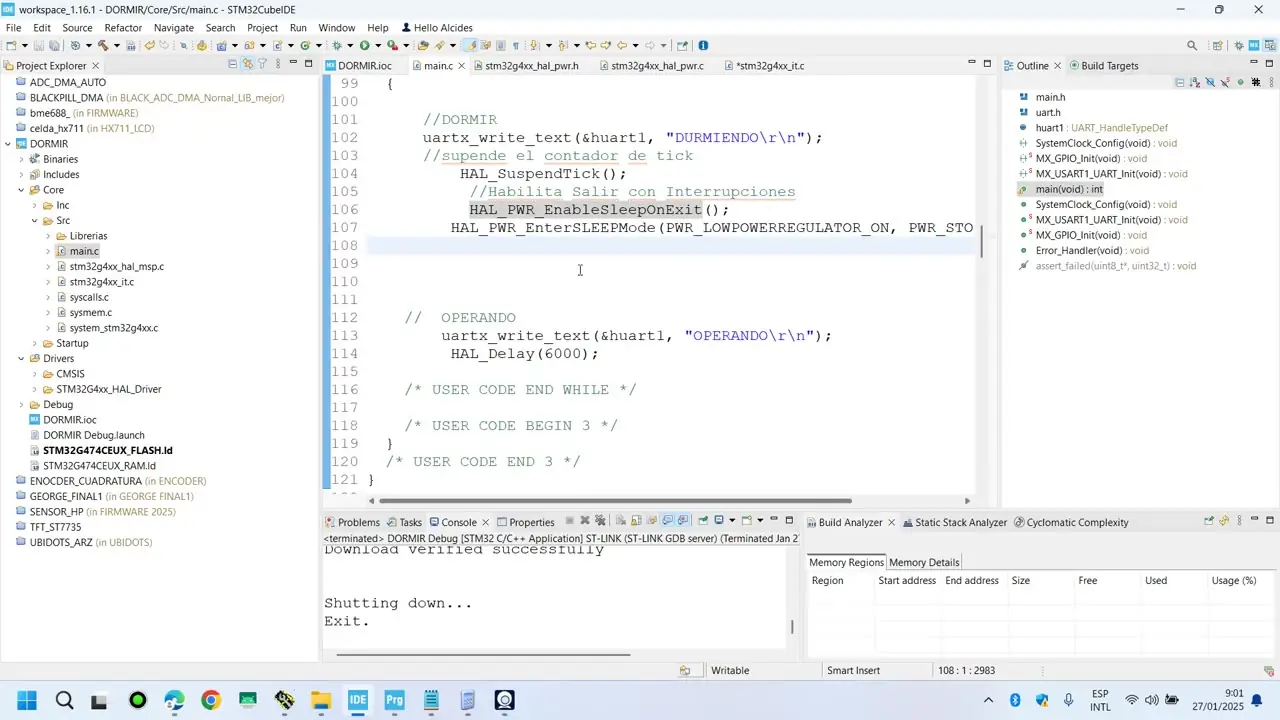 workspace_1.16.1 - DORMIR/Core/Src/main.c - STM32CubeIDE
File Edit Source Refactor Navigate Search Project Run Window Help Hello Alcides
Project Explorer
ADC_DMA_AUTO
BLACKPILL_DMA (in BLACK_ADC_DMA_Nornal_LIB_mejor)
bme688_ (in FIRMWARE)
celda_hx711 (in HX711_LCD)
DORMIR
Binaries
Includes
Core
Inc
Src
Librerias
main.c
stm32g4xx_hal_msp.c
stm32g4xx_it.c
syscalls.c
sysmem.c
system_stm32g4xx.c
Startup
Drivers
CMSIS
STM32G4xx_HAL_Driver
Debug
DORMIR.ioc
DORMIR Debug.launch
STM32G474CEUX_FLASH.ld
STM32G474CEUX_RAM.ld
ENOCDER_CUADRATURA (in ENCODER)
GEORGE_FINAL1 (in GEORGE FINAL1)
SENSOR_HP (in FIRMWARE 2025)
TFT_ST7735
UBIDOTS_ARZ (in UBIDOTS)
DORMIR.ioc main.c stm32g4xx_hal_pwr.h stm32g4xx_hal_pwr.c *stm32g4xx_it.c
99 {
100
101 //DORMIR
102 uartx_write_text(&huart1, "DURMIENDO\r\n");
103 //supende el contador de tick
104 HAL_SuspendTick();
105 //Habilita Salir con Interrupciones
106 HAL_PWR_EnableSleepOnExit();
107 HAL_PWR_EnterSLEEPMode(PWR_LOWPOWERREGULATOR_ON, PWR_STO
108
109
110
111
112 // OPERANDO
113 uartx_write_text(&huart1, "OPERANDO\r\n");
114 HAL_Delay(6000);
115
116 /* USER CODE END WHILE */
117
118 /* USER CODE BEGIN 3 */
119 }
120 /* USER CODE END 3 */
121 }
Outline Build Targets
main.h
uart.h
huart1 : UART_HandleTypeDef
SystemClock_Config(void) : void
MX_GPIO_Init(void) : void
MX_USART1_UART_Init(void) : void
main(void) : int
SystemClock_Config(void) : void
MX_USART1_UART_Init(void) : void
MX_GPIO_Init(void) : void
Error_Handler(void) : void
assert_failed(uint8_t*, uint32_t) : void
Problems Tasks Console Properties
<terminated> DORMIR Debug [STM32 C/C++ Application] ST-LINK (ST-LINK GDB server) (Terminated Jan 2
Download verified successfully
Shutting down...
Exit.
Build Analyzer Static Stack Analyzer Cyclomatic Complexity
Memory Regions Memory Details
Region Start address End address Size Free Used Usage (%)
Writable Smart Insert 108 : 1 : 2983
IDE Prg
ESP
INTL
9:01
27/01/2025